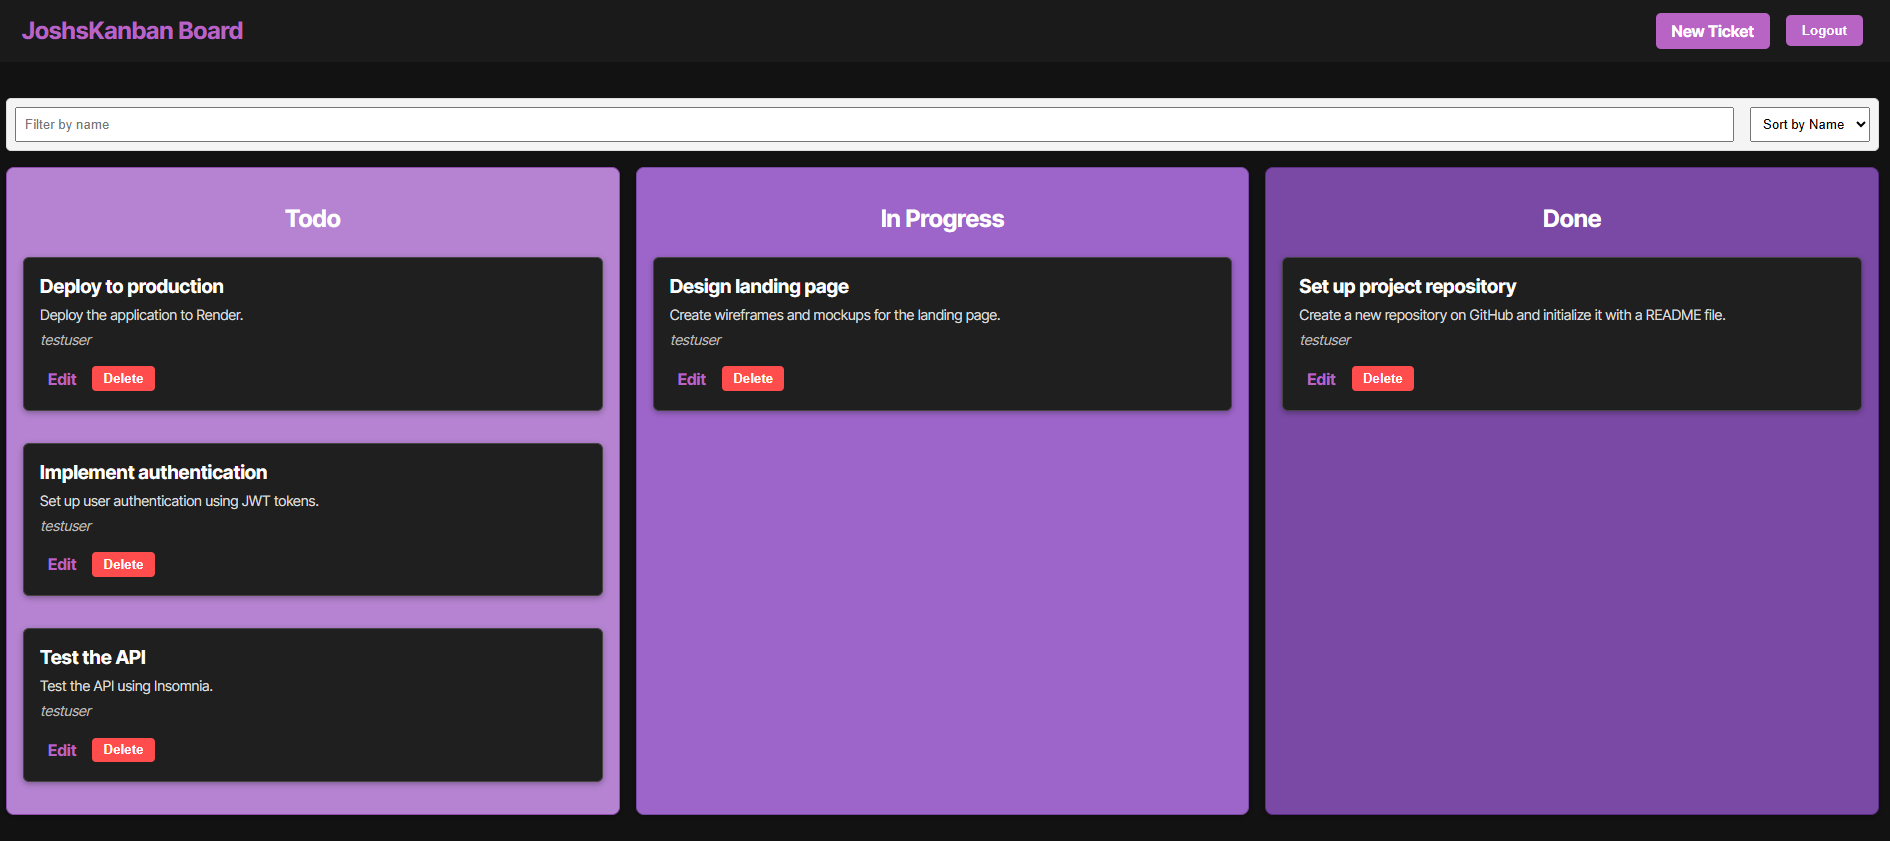 JoshsKanban Board
New Ticket
Logout
Filter by name
Sort by Name
Todo
Deploy to production
Deploy the application to Render.
testuser
Edit
Delete
Implement authentication
Set up user authentication using JWT tokens.
testuser
Edit
Delete
Test the API
Test the API using Insomnia.
testuser
Edit
Delete
In Progress
Design landing page
Create wireframes and mockups for the landing page.
testuser
Edit
Delete
Done
Set up project repository
Create a new repository on GitHub and initialize it with a README file.
testuser
Edit
Delete